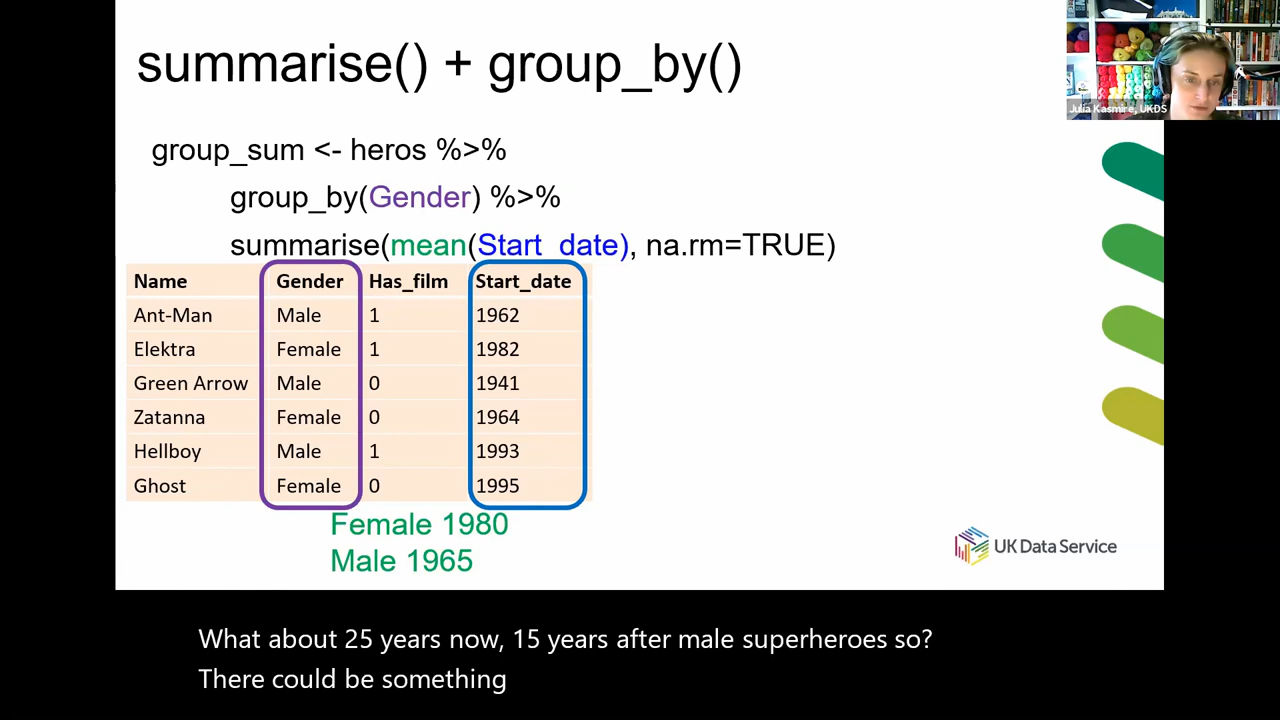 summarise() + group_by()
Julia Kasmire, UKDS
group_sum <- heros %>%
group_by(Gender) %>%
summarise(mean(Start_date), na.rm=TRUE)
Name Gender Has_film Start_date
Ant-Man Male 1 1962
Elektra Female 1 1982
Green Arrow Male 0 1941
Zatanna Female 0 1964
Hellboy Male 1 1993
Ghost Female 0 1995
Female 1980
Male 1965
UK Data Service
What about 25 years now, 15 years after male superheroes so?
There could be something